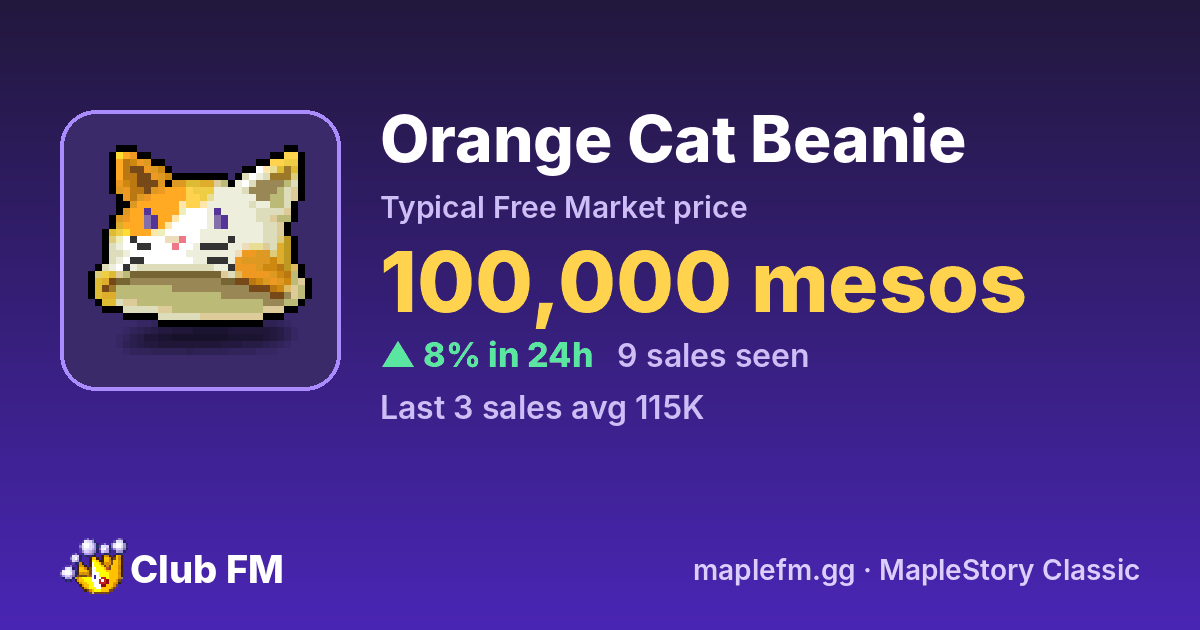 Orange Cat Beanie
Typical Free Market price
100,000 mesos
▲ 8% in 24h 9 sales seen
Last 3 sales avg 115K
Club FM
maplefm.gg · MapleStory Classic